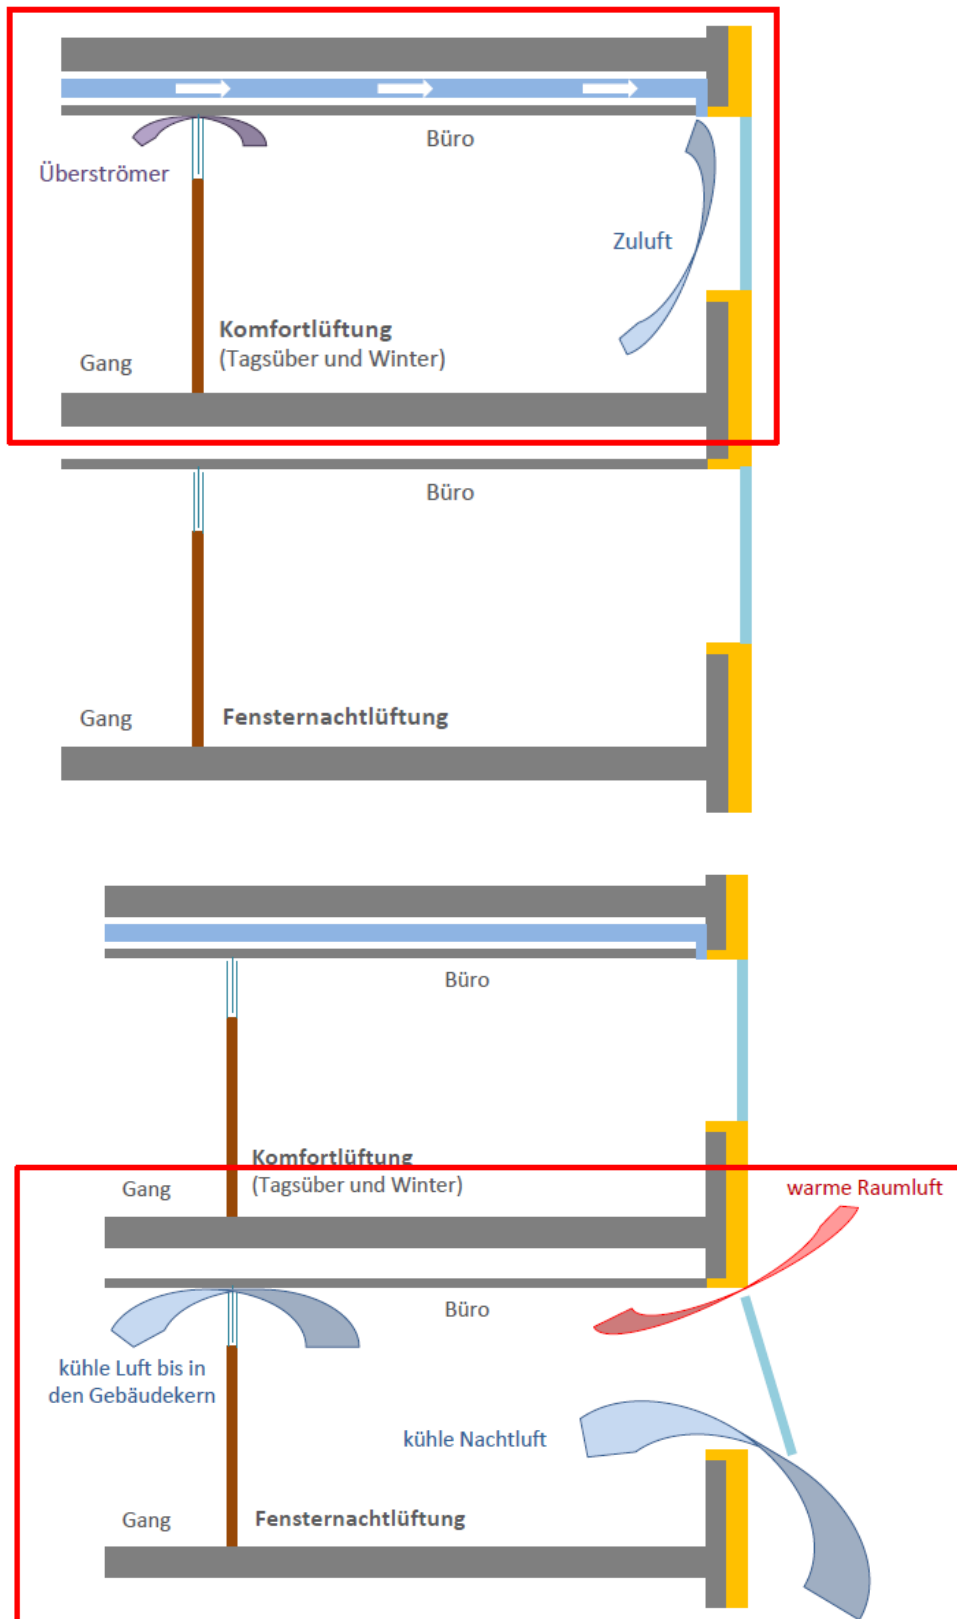 Büro
Überströmer
Zuluft
Komfortlüftung
(Tagsüber und Winter)
Gang
Büro
Gang
Fensternachtlüftung
Büro
Komfortlüftung
(Tagsüber und Winter)
Gang
warme Raumluft
Büro
kühle Luft bis in
den Gebäudekern
kühle Nachtluft
Gang
Fensternachtlüftung